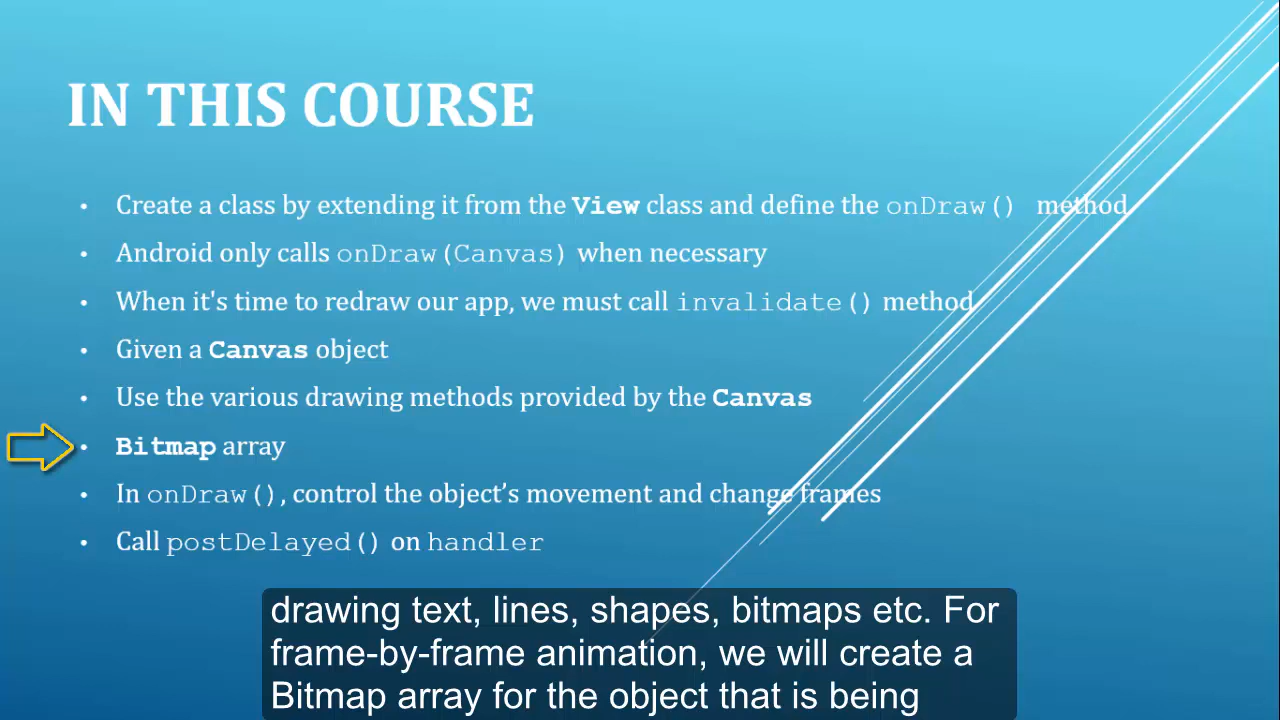 IN THIS COURSE
• Create a class by extending it from the View class and define the onDraw() method
• Android only calls onDraw(Canvas) when necessary
• When it's time to redraw our app, we must call invalidate() method
• Given a Canvas object
• Use the various drawing methods provided by the Canvas
• Bitmap array
• In onDraw(), control the object’s movement and change frames
• Call postDelayed() on handler
drawing text, lines, shapes, bitmaps etc. For
frame-by-frame animation, we will create a
Bitmap array for the object that is being